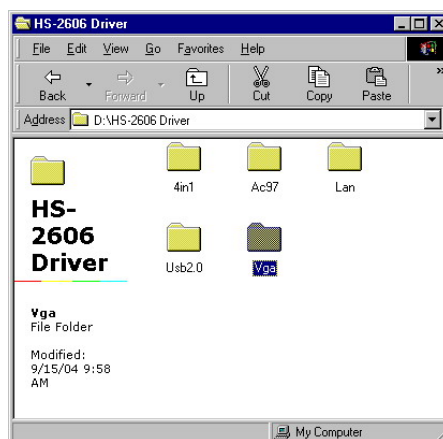 HS-2606 Driver
File Edit View Go Favorites Help
Back Forward Up Cut Copy Paste »
Address D:\HS-2606 Driver
4in1 Ac97 Lan
Usb2.0 Vga
HS-
2606
Driver
Vga
File Folder
Modified:
9/15/04 9:58
AM
My Computer